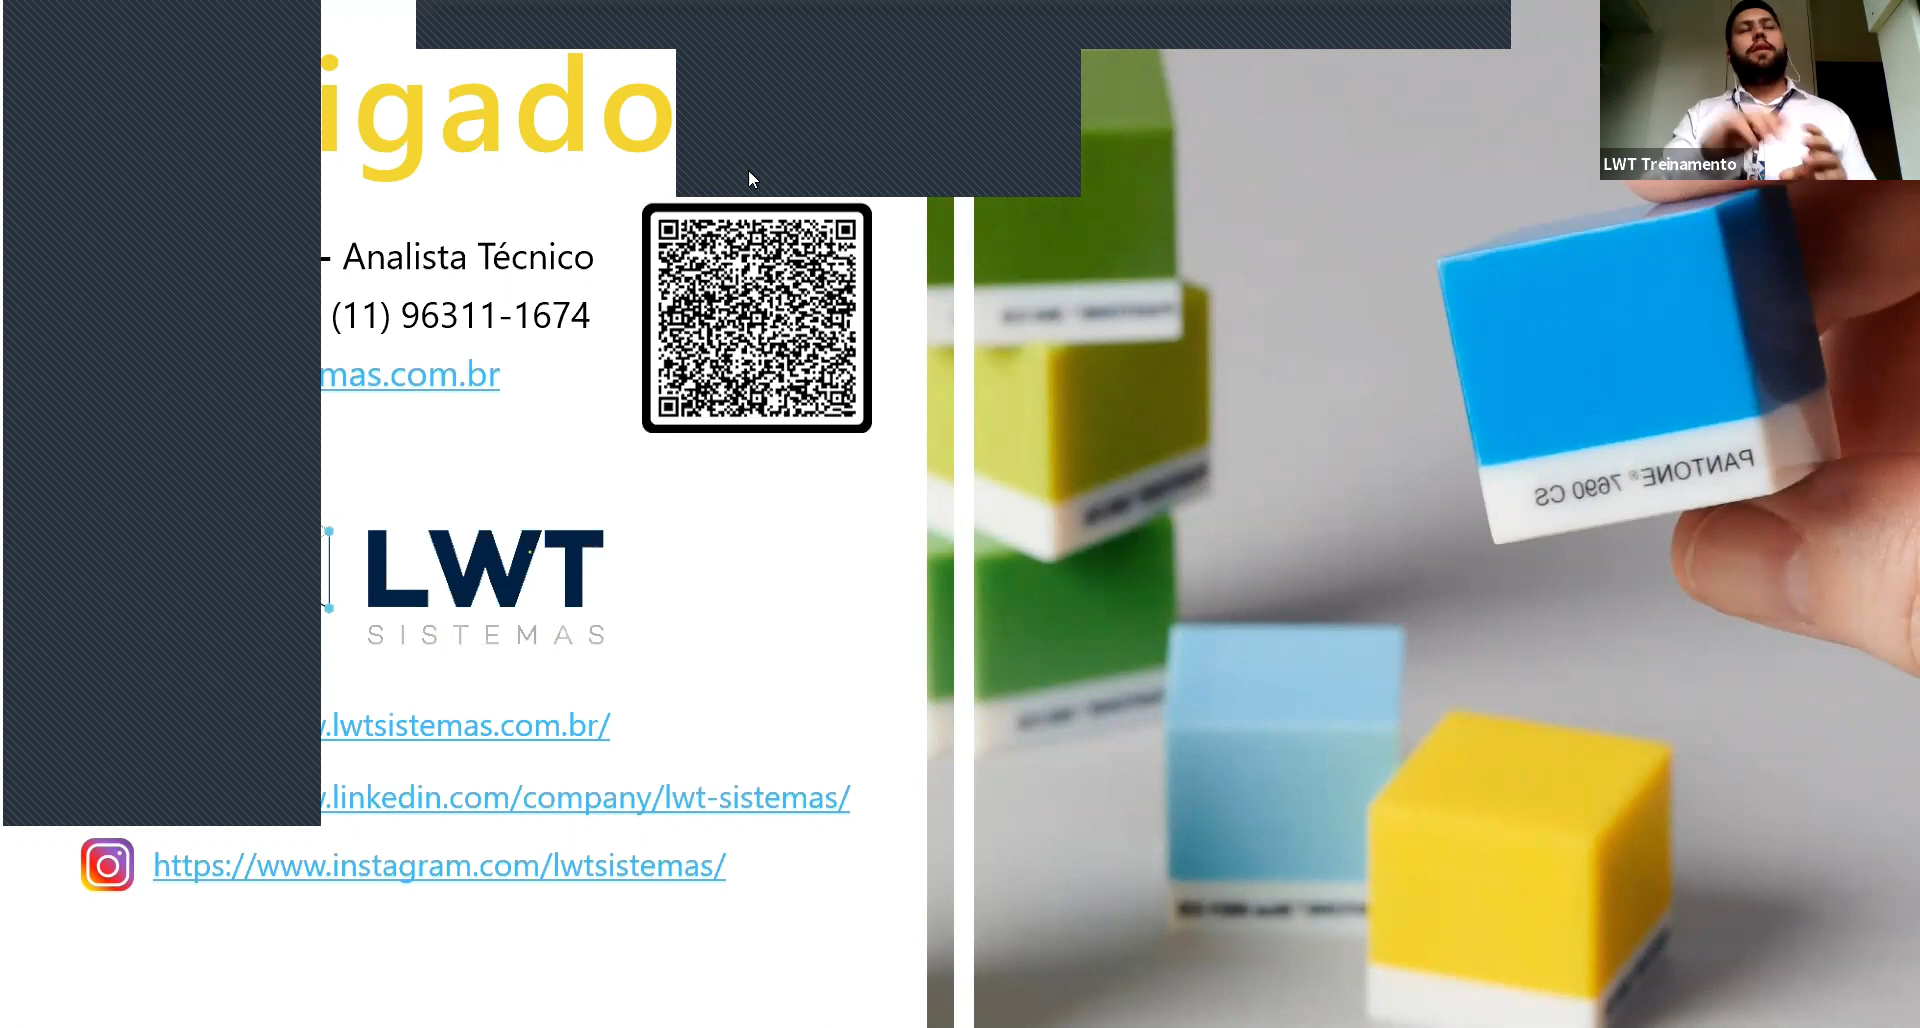 igado
- Analista Técnico
(11) 96311-1674
mas.com.br
LWT
SISTEMAS
.lwtsistemas.com.br/
.linkedin.com/company/lwt-sistemas/
https://www.instagram.com/lwtsistemas/
LWT Treinamento
PANTONE® 7690 CS